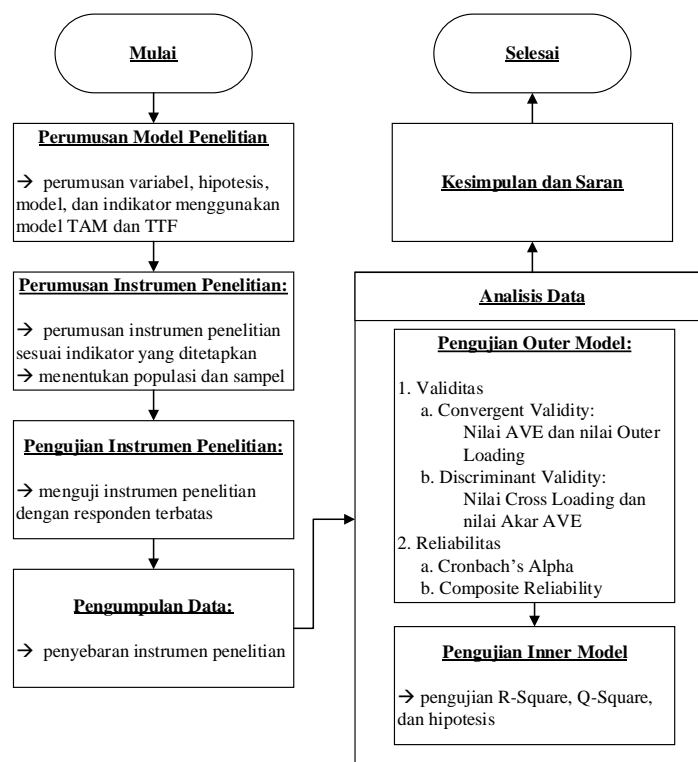 Mulai
Perumusan Model Penelitian
→ perumusan variabel, hipotesis,
model, dan indikator menggunakan
model TAM dan TTF
Perumusan Instrumen Penelitian:
→ perumusan instrumen penelitian
sesuai indikator yang ditetapkan
→ menentukan populasi dan sampel
Pengujian Instrumen Penelitian:
→ menguji instrumen penelitian
dengan responden terbatas
Pengumpulan Data:
→ penyebaran instrumen penelitian
Selesai
Kesimpulan dan Saran
Analisis Data
Pengujian Outer Model:
1. Validitas
a. Convergent Validity:
Nilai AVE dan nilai Outer
Loading
b. Discriminant Validity:
Nilai Cross Loading dan
nilai Akar AVE
2. Reliabilitas
a. Cronbach’s Alpha
b. Composite Reliability
Pengujian Inner Model
→ pengujian R-Square, Q-Square,
dan hipotesis